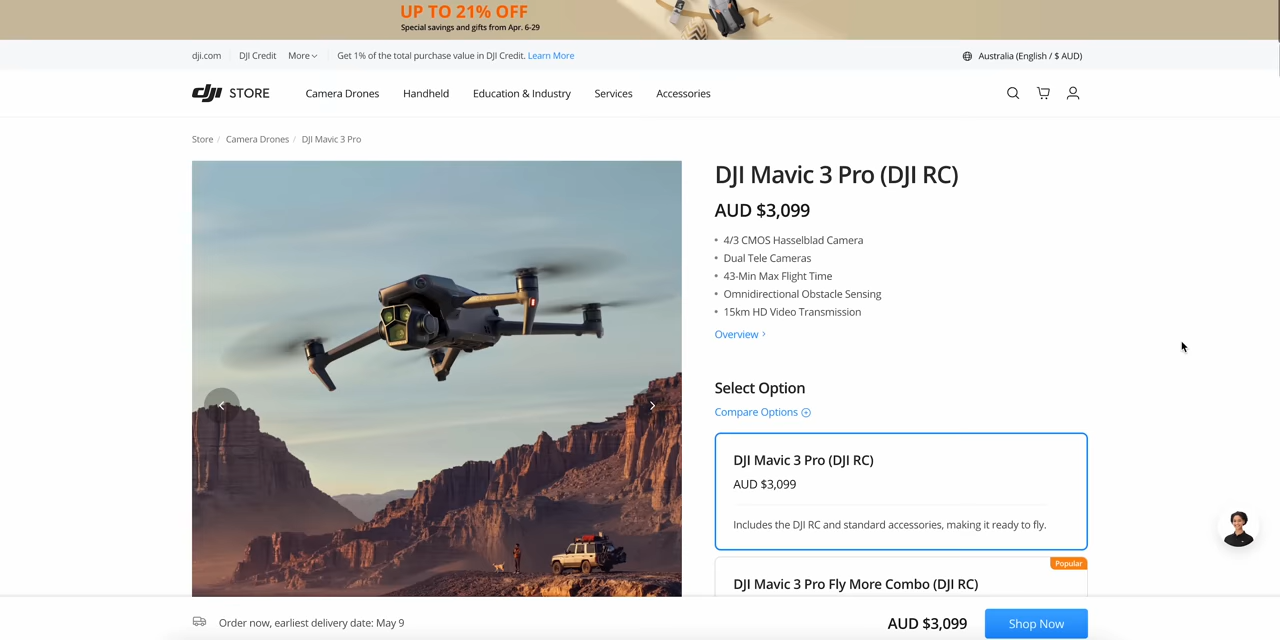 UP TO 21% OFF
Special savings and gifts from Apr. 6-29
dji.com DJI Credit More Get 1% of the total purchase value in DJI Credit. Learn More Australia (English / $ AUD)
dji STORE Camera Drones Handheld Education & Industry Services Accessories
Store / Camera Drones / DJI Mavic 3 Pro
DJI Mavic 3 Pro (DJI RC)
AUD $3,099
• 4/3 CMOS Hasselblad Camera
• Dual Tele Cameras
• 43-Min Max Flight Time
• Omnidirectional Obstacle Sensing
• 15km HD Video Transmission
Overview >
Select Option
Compare Options
DJI Mavic 3 Pro (DJI RC)
AUD $3,099
Includes the DJI RC and standard accessories, making it ready to fly.
Popular
DJI Mavic 3 Pro Fly More Combo (DJI RC)
Order now, earliest delivery date: May 9 AUD $3,099 Shop Now